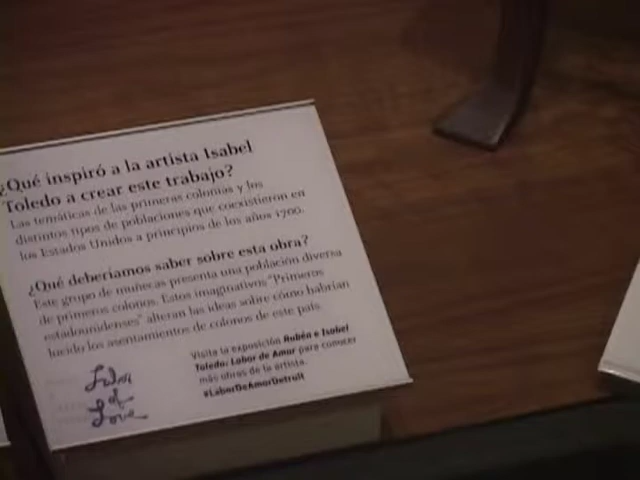 ¿Qué inspiró a la artista Isabel
Toledo a crear este trabajo?
Las temáticas de las primeras colonias y los
distintos tipos de poblaciones que coexistieron en
los Estados Unidos a principios de los años 1700.
¿Qué deberíamos saber sobre esta obra?
Este grupo de muñecas presenta una población diversa
de primeros colonos. Estos imaginativos "Primeros
estadounidenses" alteran las ideas sobre cómo habrían
lucido los asentamientos de colonos de este país.
Visita la exposición Rubén e Isabel
Toledo: Labor de Amor para conocer
más obras de la artista.
#LaborDeAmorDetroit
Labor
of
Love